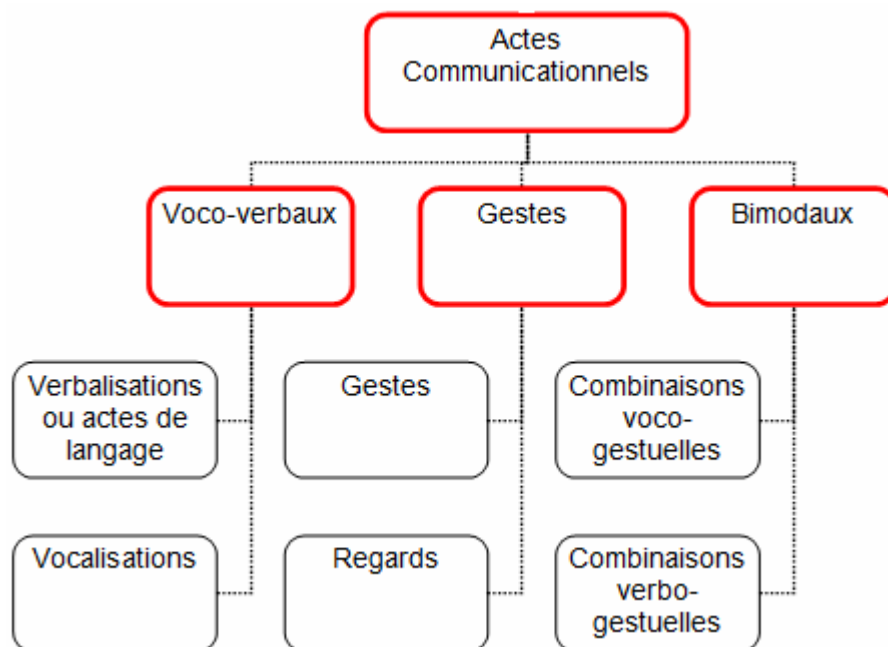 Actes
Communicationnels
Voco-verbaux
Gestes
Bimodaux
Verbalisations
ou actes de
langage
Gestes
Combinaisons
voco-
gestuelles
Vocalisations
Regards
Combinaisons
verbo-
gestuelles